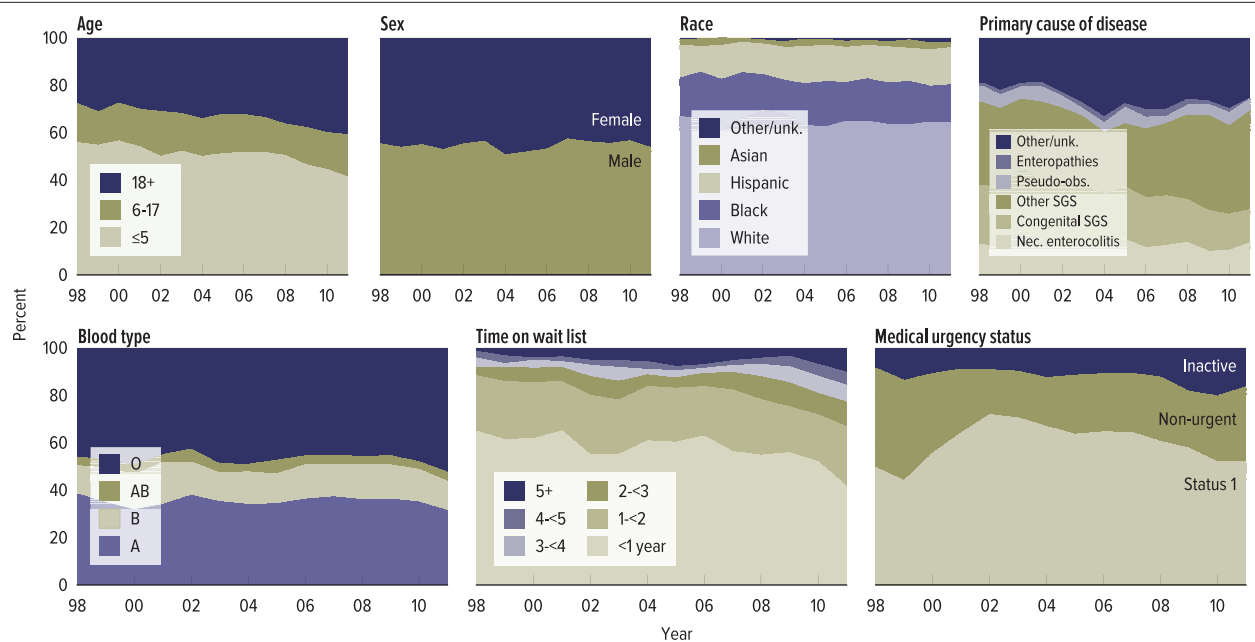 Age
Sex
Race
Primary cause of disease
Percent
100
80
60
40
20
0
18+
6-17
≤5
98 00 02 04 06 08 10
Female
Male
98 00 02 04 06 08 10
Other/unk.
Asian
Hispanic
Black
White
98 00 02 04 06 08 10
Other/unk.
Enteropathies
Pseudo-obs.
Other SGS
Congenital SGS
Nec. enterocolitis
98 00 02 04 06 08 10
Blood type
Time on wait list
Medical urgency status
100
80
60
40
20
0
O
AB
B
A
98 00 02 04 06 08 10
5+ 2-<3
4-<5 1-<2
3-<4 <1 year
98 00 02 04 06 08 10
Inactive
Non-urgent
Status 1
98 00 02 04 06 08 10
Year